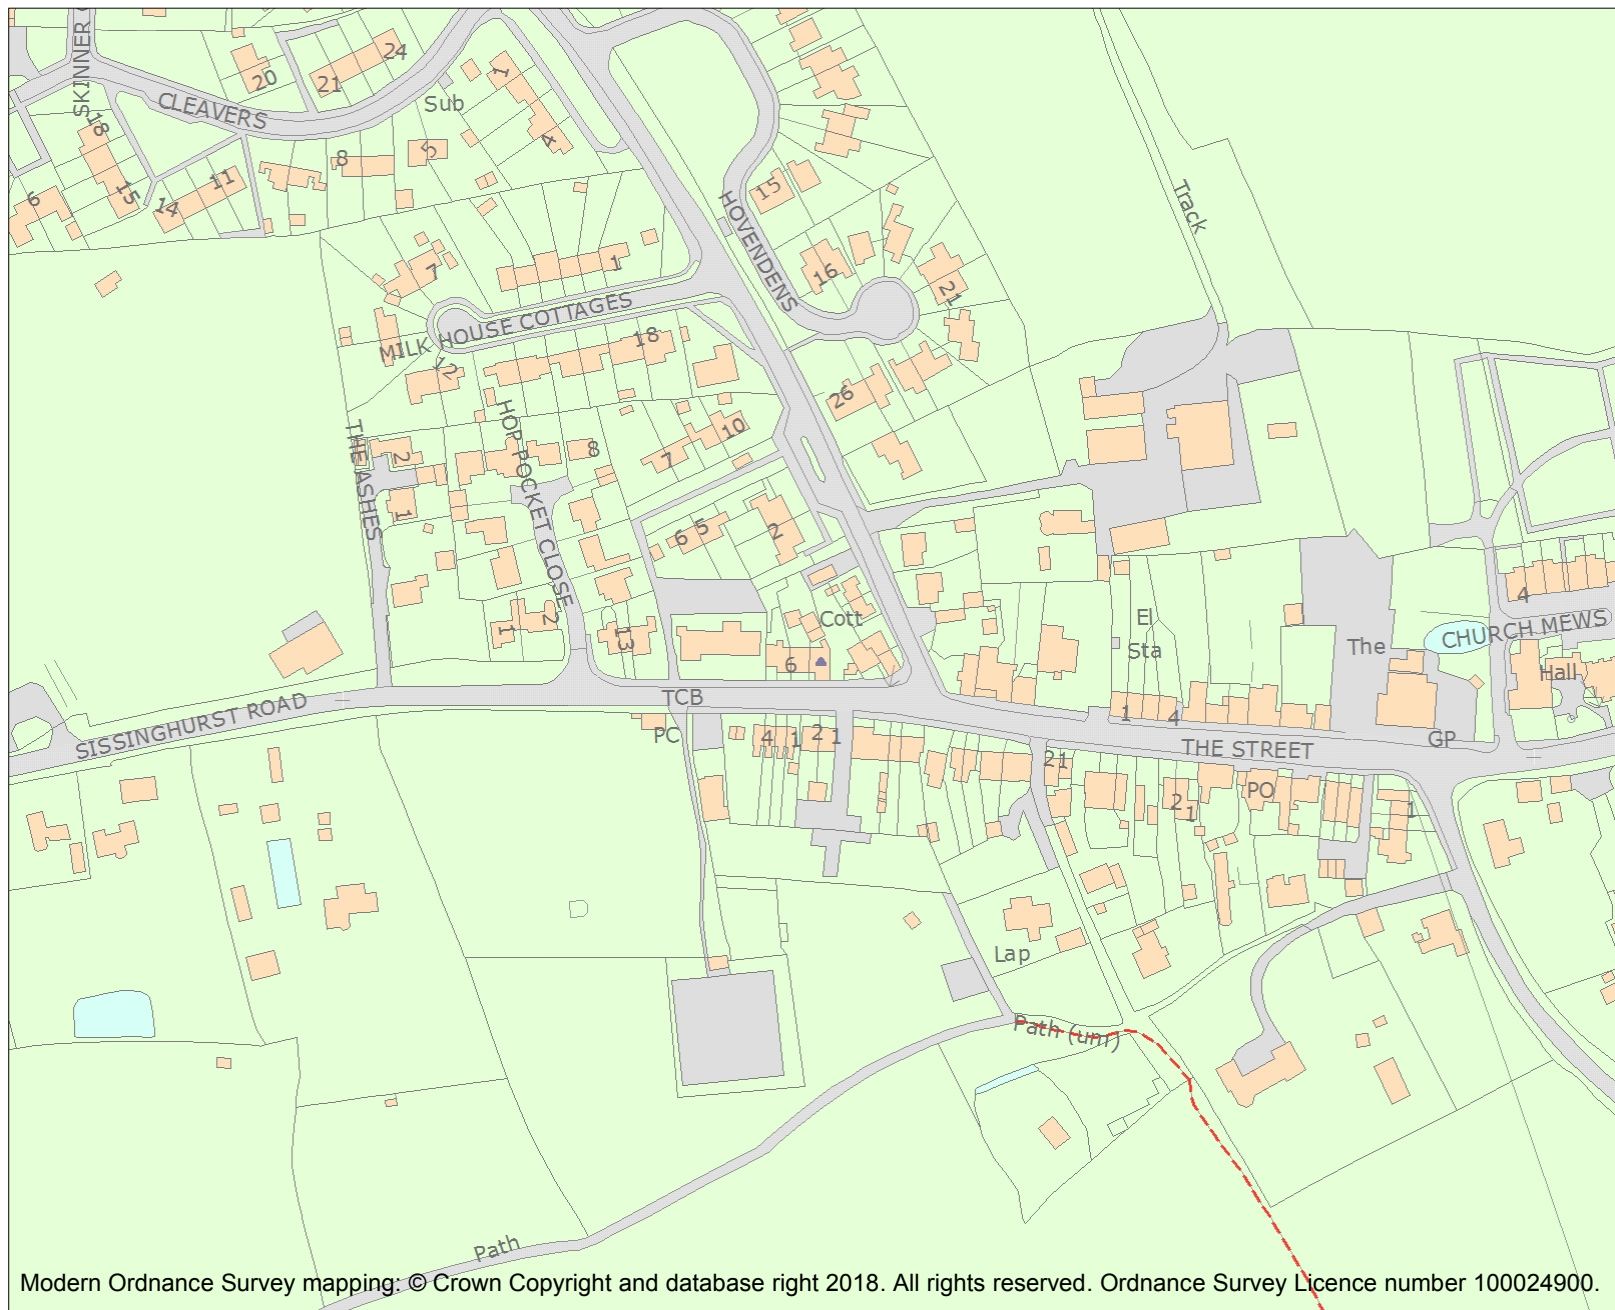 SKINNER
24
20
21
1
CLEAVERS
Sub
18
4
5
8
11
15
6
14
15
HOVENDENS
Track
7
1
16
21
MILK HOUSE COTTAGES
18
12
26
HOP POCKET CLOSE
THE ASHES
2
8
10
7
1
5
6
2
4
Cott
El
Sta
1
2
13
CHURCH MEWS
The
6
Hall
TCB
SISSINGHURST ROAD
1
4
PC
4
1
2
1
GP
THE STREET
21
PO
2
1
1
Lap
Path (um)
Path
Modern Ordnance Survey mapping: © Crown Copyright and database right 2018. All rights reserved. Ordnance Survey Licence number 100024900.